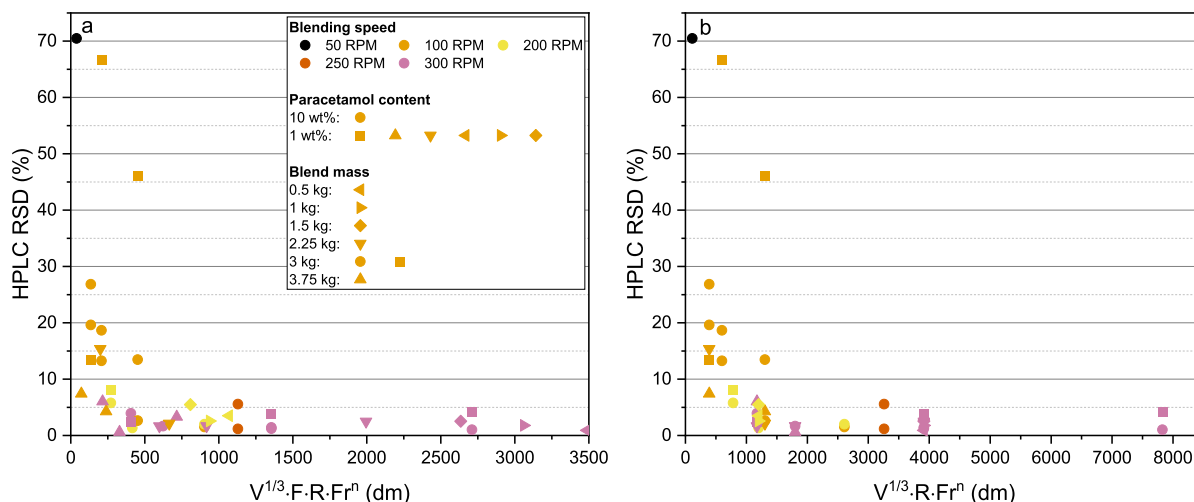 a
Blending speed
50 RPM 100 RPM 200 RPM
250 RPM 300 RPM
Paracetamol content
10 wt%:
1 wt%:
Blend mass
0.5 kg:
1 kg:
1.5 kg:
2.25 kg:
3 kg:
3.75 kg:
HPLC RSD (%)
70
60
50
40
30
20
10
0
0 500 1000 1500 2000 2500 3000 3500
V^1/3·F·R·Fr^n (dm)
b
HPLC RSD (%)
70
60
50
40
30
20
10
0
0 1000 2000 3000 4000 5000 6000 7000 8000
V^1/3·R·Fr^n (dm)